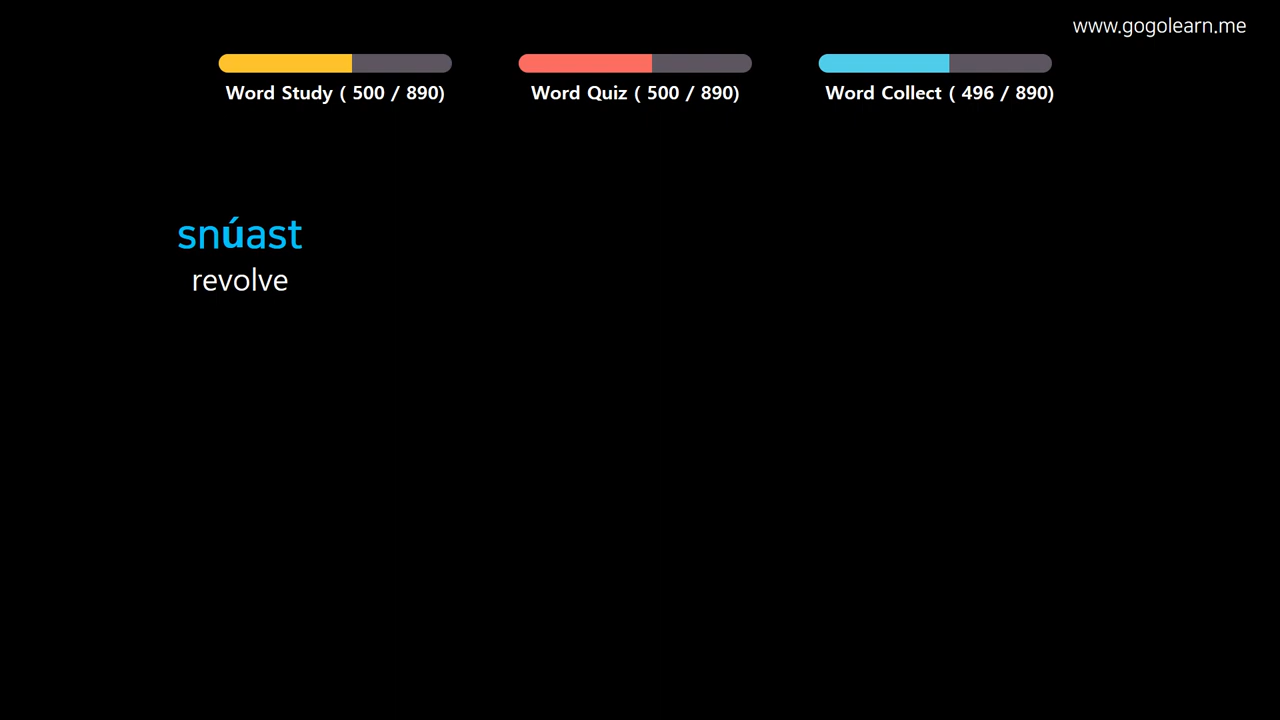 www.gogolearn.me
Word Study ( 500 / 890)
Word Quiz ( 500 / 890)
Word Collect ( 496 / 890)
snúast
revolve